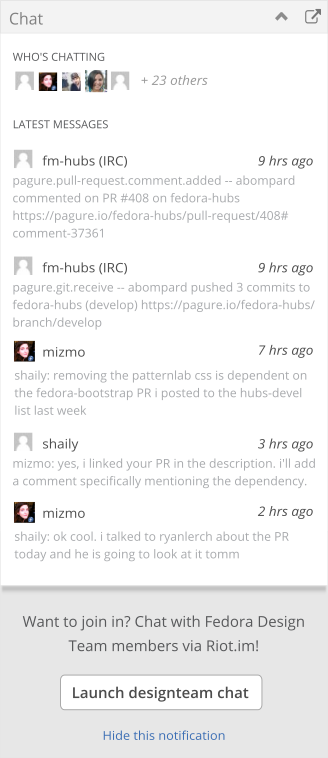 Chat
WHO'S CHATTING
+ 23 others
LATEST MESSAGES
fm-hubs (IRC) 9 hrs ago
pagure.pull-request.comment.added -- abompard
commented on PR #408 on fedora-hubs
https://pagure.io/fedora-hubs/pull-request/408#
comment-37361
fm-hubs (IRC) 9 hrs ago
pagure.git.receive -- abompard pushed 3 commits to
fedora-hubs (develop) https://pagure.io/fedora-hubs/
branch/develop
mizmo 7 hrs ago
shaily: removing the patternlab css is dependent on
the fedora-bootstrap PR i posted to the hubs-devel
list last week
shaily 3 hrs ago
mizmo: yes, i linked your PR in the description. i'll add
a comment specifically mentioning the dependency.
mizmo 2 hrs ago
shaily: ok cool. i talked to ryanlerch about the PR
today and he is going to look at it tomm
Want to join in? Chat with Fedora Design
Team members via Riot.im!
Launch designteam chat
Hide this notification